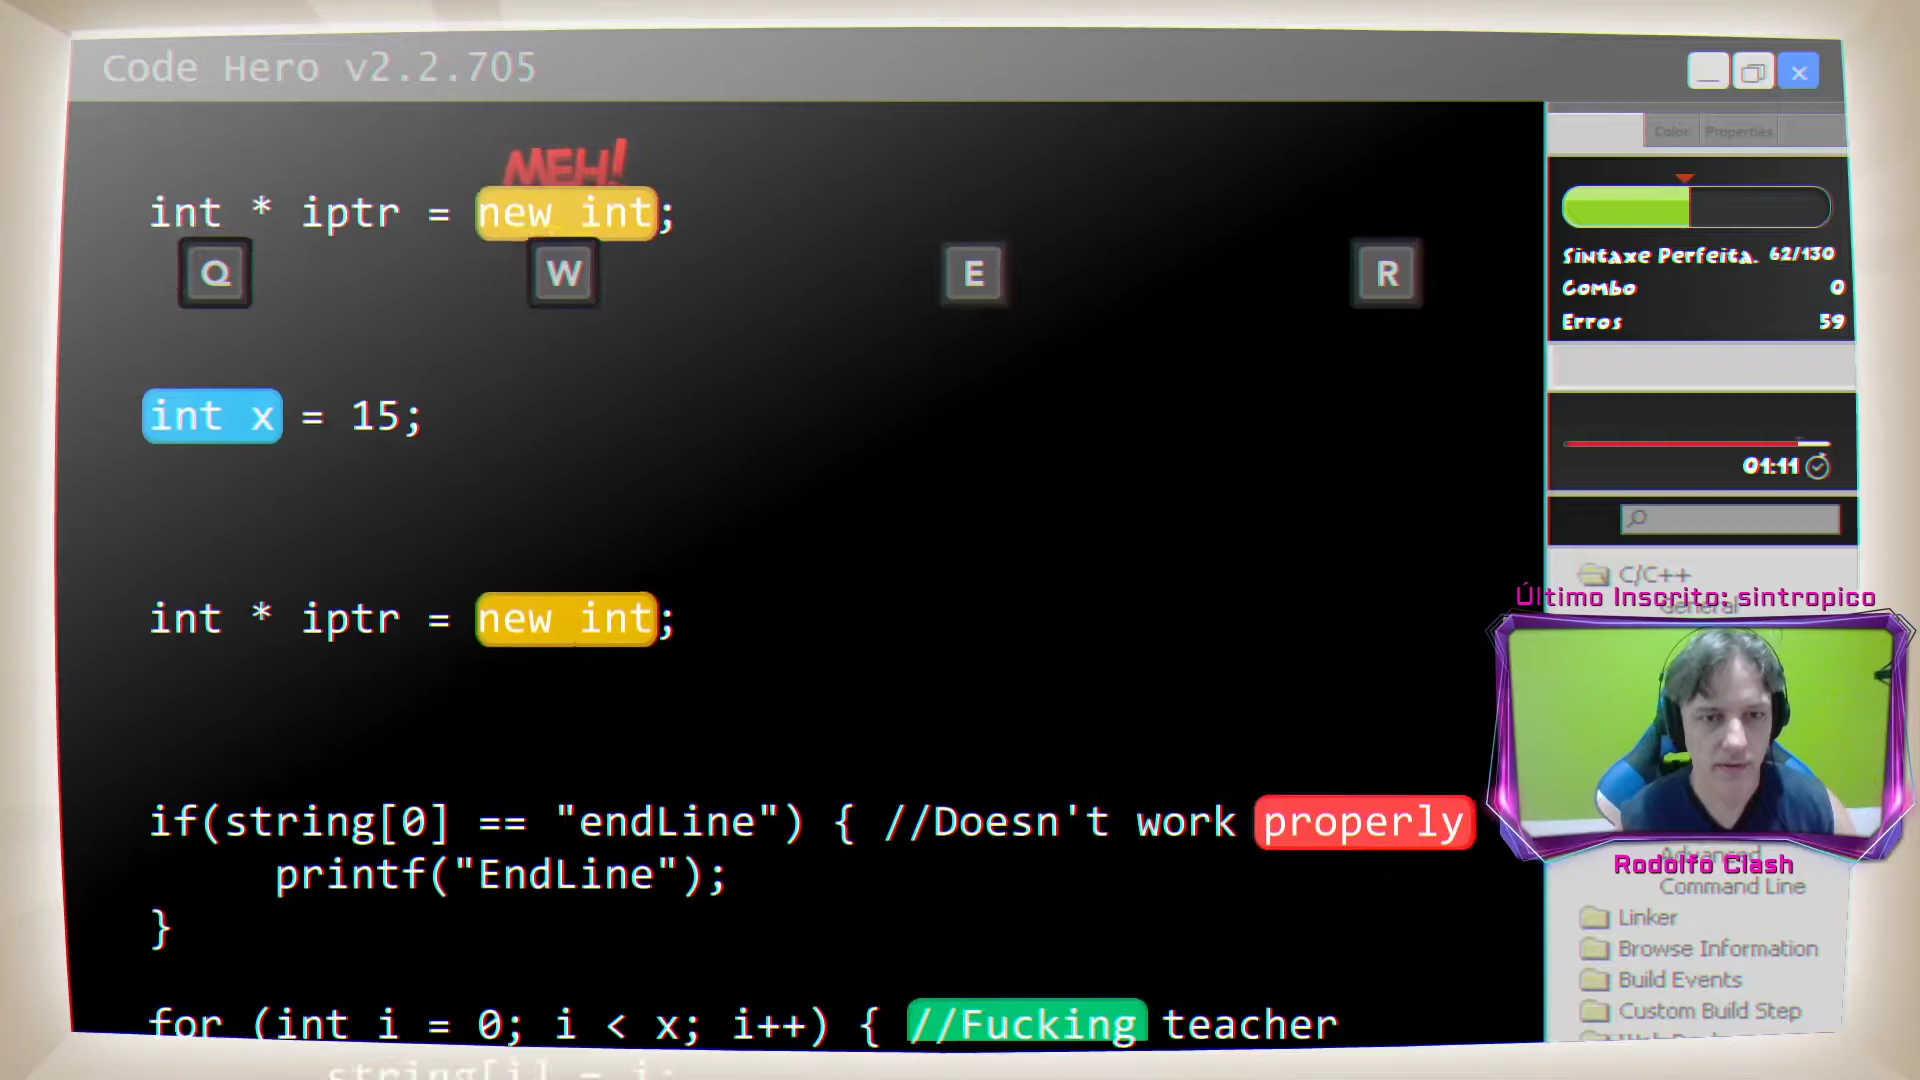 Code Hero v2.2.705
Color Properties
MEH!
int * iptr = new int;
Q W E R
Sintaxe Perfeita. 62/130
Combo 0
Erros 59
int x = 15;
01:11
C/C++
General
Último Inscrito: sintropico
int * iptr = new int;
if(string[0] == "endLine") { //Doesn't work properly
printf("EndLine");
}
Advanced
Rodolfo Clash
Command Line
Linker
Browse Information
Build Events
Custom Build Step
for (int i = 0; i < x; i++) { //Fucking teacher
string[i] = i;